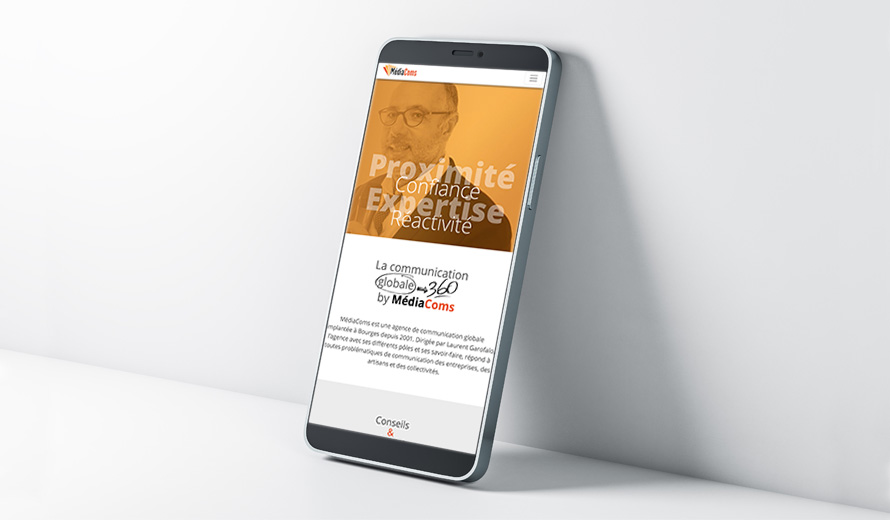 MédiaComs
Proximité
Confiance
Expertise
Réactivité
La communication
globale 360
by MédiaComs
MédiaComs est une agence de communication globale
implantée à Bourges depuis 2001. Dirigée par Laurent Garofalo,
l'agence avec ses différents pôles et ses savoir-faire, répond à
toutes problématiques de communication des entreprises, des
artisans et des collectivités.
Conseils
&